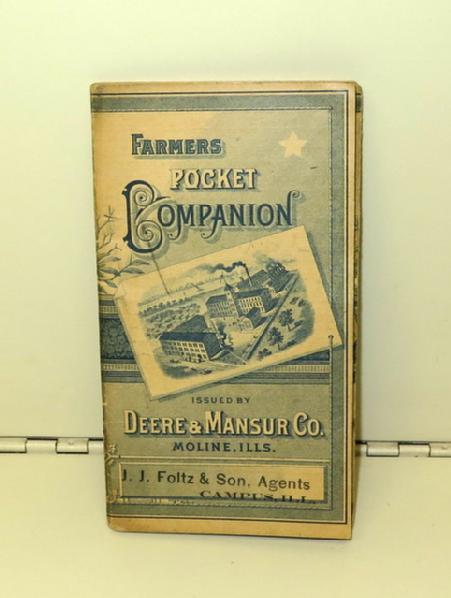 FARMERS
POCKET
COMPANION
ISSUED BY
DEERE & MANSUR CO.
MOLINE, ILLS.
J. J. Foltz & Son, Agents
CAMPUS, ILL.